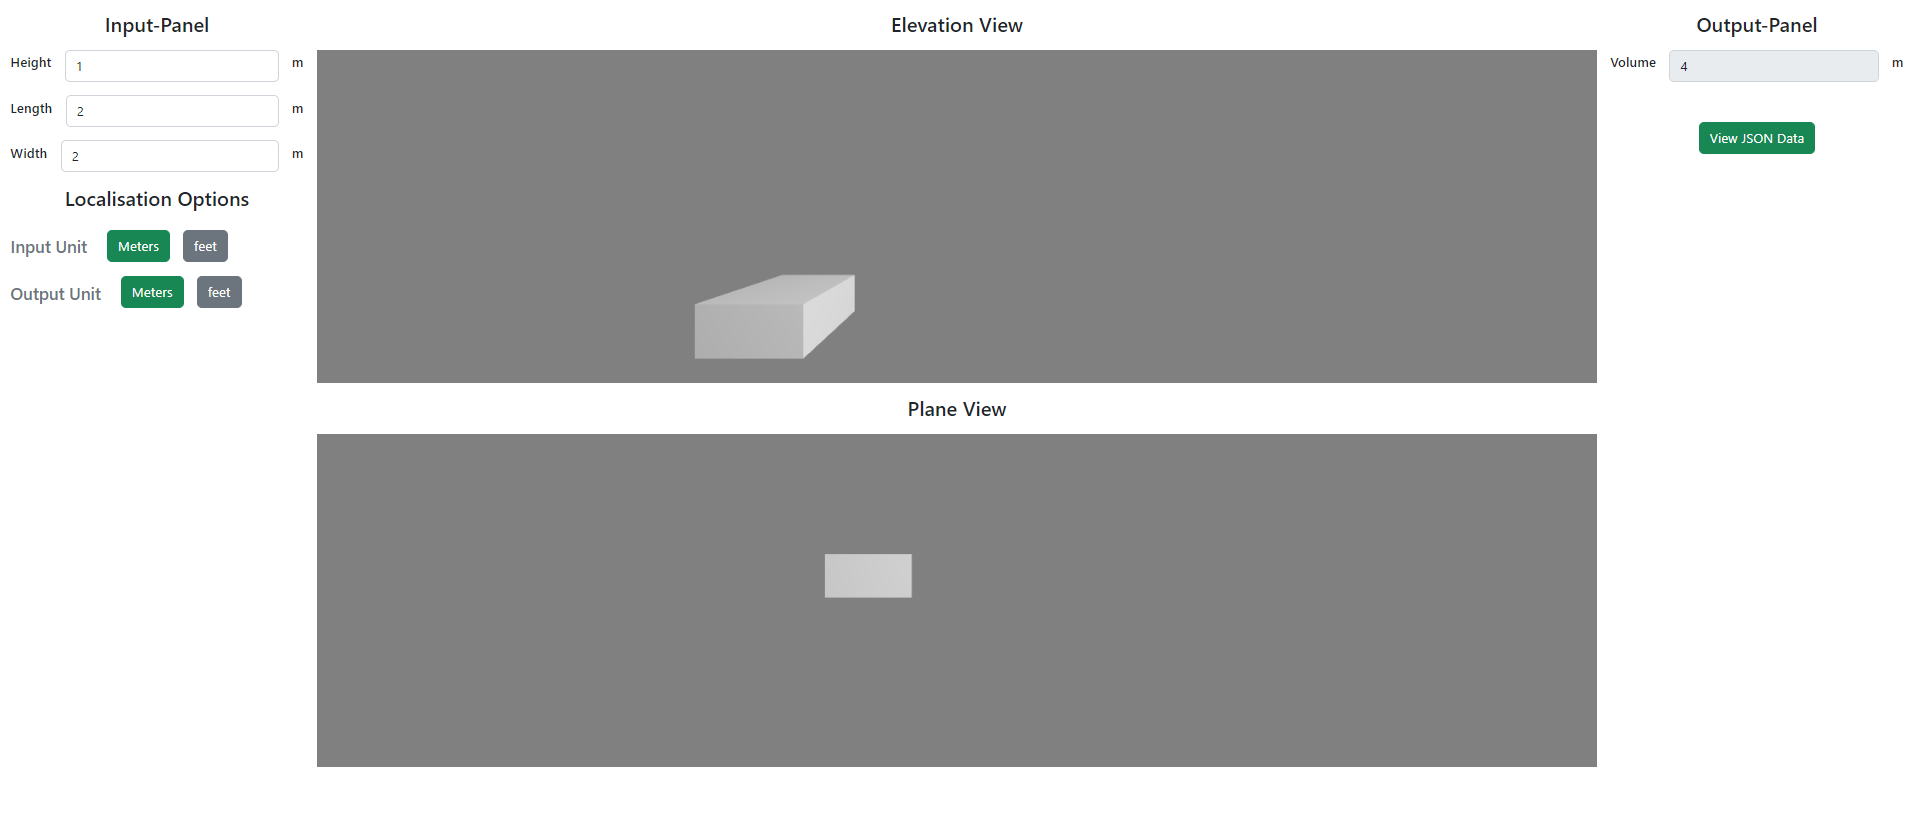 Input-Panel
Height 1 m
Length 2 m
Width 2 m
Localisation Options
Input Unit Meters feet
Output Unit Meters feet
Elevation View
Plane View
Output-Panel
Volume 4 m
View JSON Data